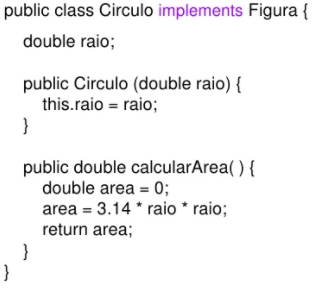 public class Circulo implements Figura {
double raio;
public Circulo (double raio) {
this.raio = raio;
}
public double calcularArea( ) {
double area = 0;
area = 3.14 * raio * raio;
return area;
}
}